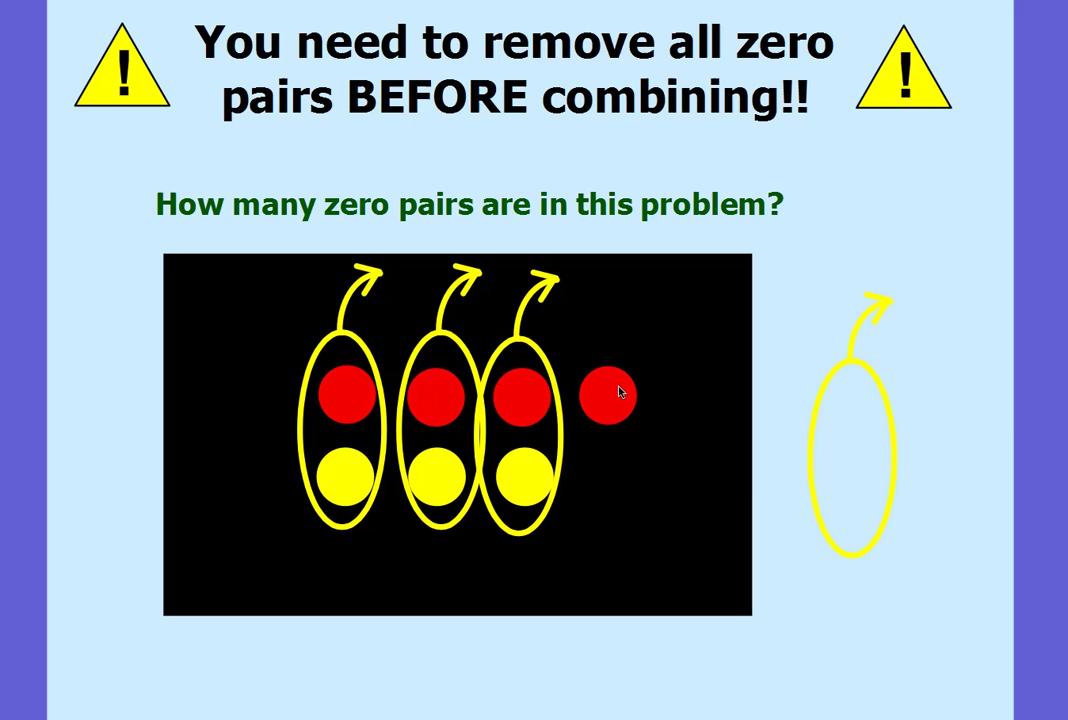 You need to remove all zero
pairs BEFORE combining!!
!
!
How many zero pairs are in this problem?